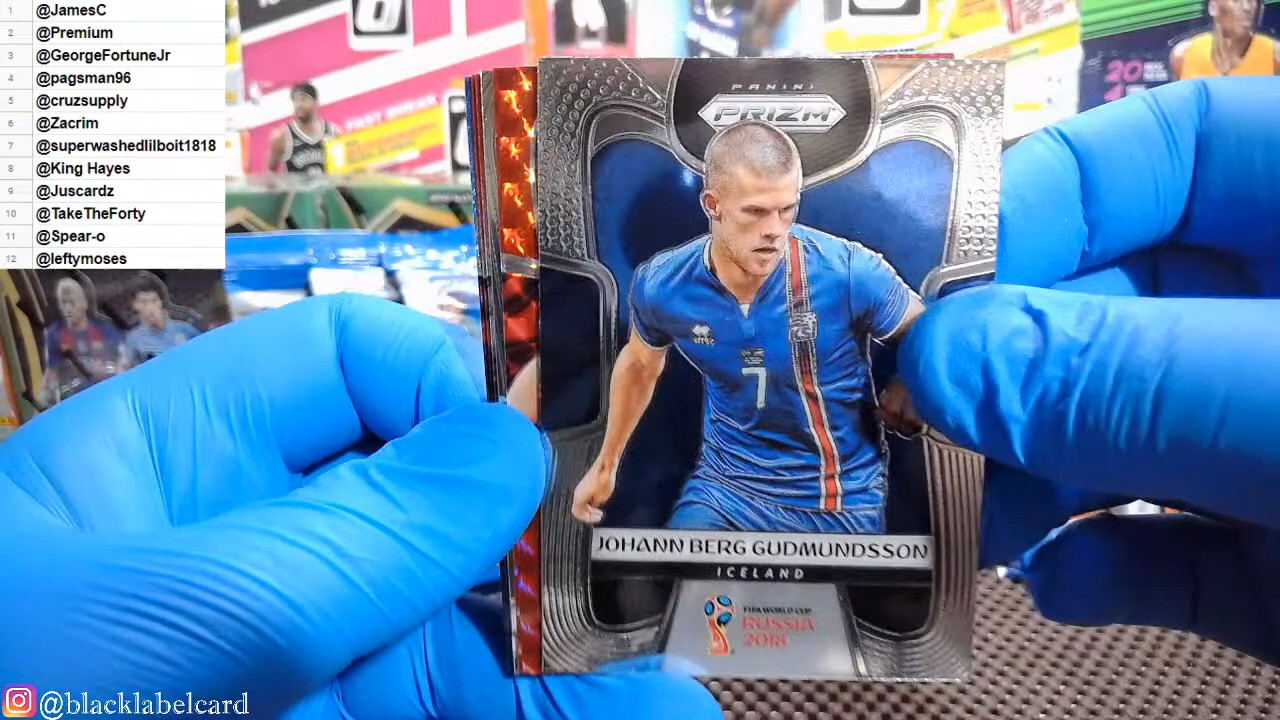 1 @JamesC
2 @Premium
3 @GeorgeFortuneJr
4 @pagsman96
5 @cruzsupply
6 @Zacrim
7 @superwashedlilboit1818
8 @King Hayes
9 @Juscardz
10 @TakeTheForty
11 @Spear-o
12 @leftymoses
20
PANINI
PRIZM
7
JOHANN BERG GUDMUNDSSON
ICELAND
FIFA WORLD CUP
RUSSIA
2018
@blacklabelcard